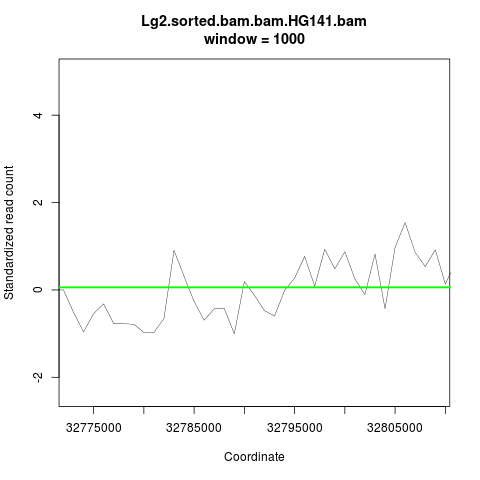 Lg2.sorted.bam.bam.HG141.bam
window = 1000
Standardized read count
4
2
0
-2
32775000 32785000 32795000 32805000
Coordinate